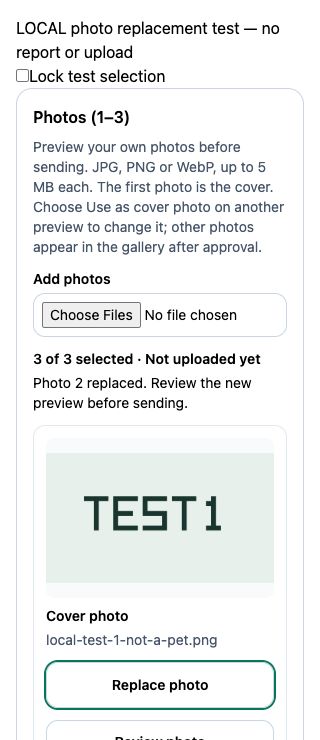 LOCAL photo replacement test — no
report or upload
Lock test selection
Photos (1–3)
Preview your own photos before
sending. JPG, PNG or WebP, up to 5
MB each. The first photo is the cover.
Choose Use as cover photo on another
preview to change it; other photos
appear in the gallery after approval.
Add photos
Choose Files No file chosen
3 of 3 selected · Not uploaded yet
Photo 2 replaced. Review the new
preview before sending.
TEST 1
Cover photo
local-test-1-not-a-pet.png
Replace photo